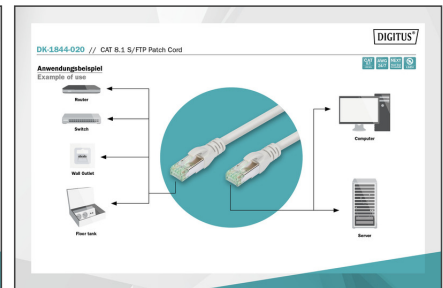 DIGITUS®
DK-1844-020 // CAT 8.1 S/FTP Patch Cord
Anwendungsbeispiel
Example of use
Router
Switch
Wall Outlet
Floor tank
Computer
Server